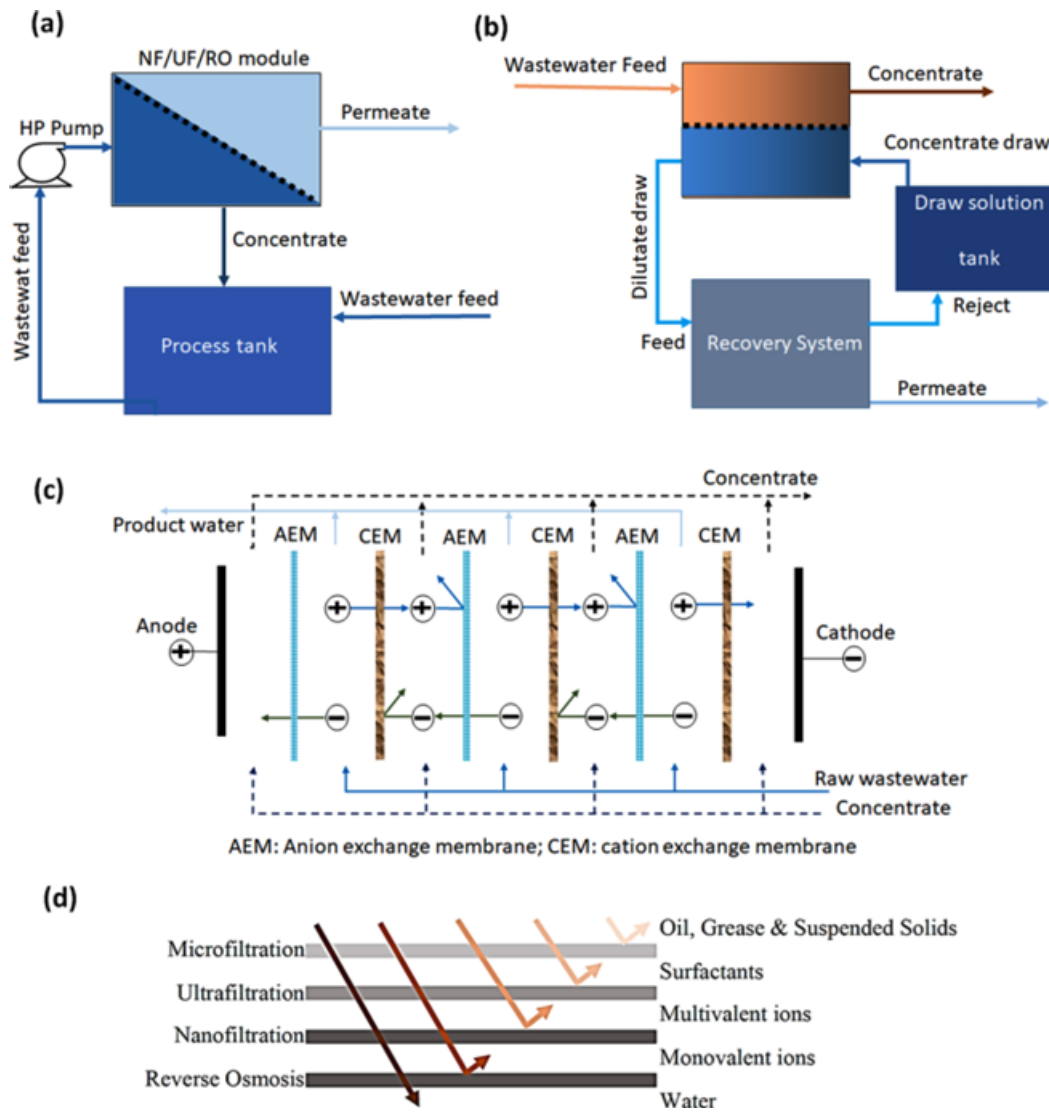 (a)
NF/UF/RO module
HP Pump
Permeate
Concentrate
Wastewat feed
Wastewater feed
Process tank
(b)
Wastewater Feed
Concentrate
Concentrate draw
Dilutate draw
Draw solution
tank
Feed
Recovery System
Reject
Permeate
(c)
Concentrate
Product water
AEM
CEM
AEM
CEM
AEM
CEM
+
+
+
+
+
Anode
+
Cathode
−
−
−
−
−
−
Raw wastewater
Concentrate
AEM: Anion exchange membrane; CEM: cation exchange membrane
(d)
Oil, Grease & Suspended Solids
Microfiltration
Surfactants
Ultrafiltration
Multivalent ions
Nanofiltration
Monovalent ions
Reverse Osmosis
Water